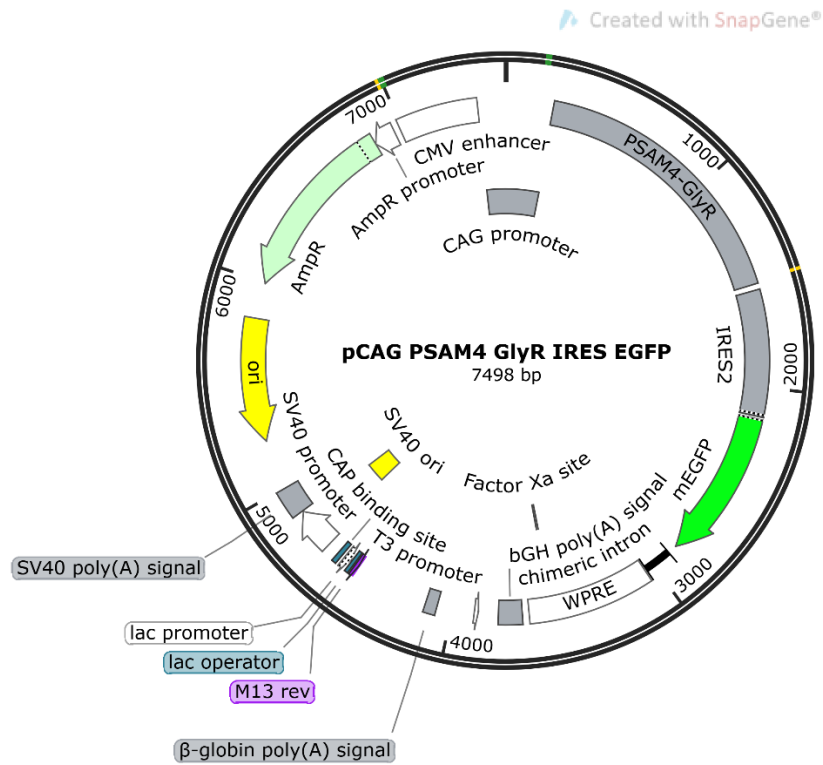 Created with SnapGene®
7000
CMV enhancer
AmpR promoter
CAG promoter
PSAM4-GlyR
1000
AmpR
6000
pCAG PSAM4 GlyR IRES EGFP
7498 bp
IRES2
2000
ori
SV40 ori
SV40 promoter
CAP binding site
Factor Xa site
mEGFP
5000
T3 promoter
bGH poly(A) signal
chimeric intron
WPRE
3000
SV40 poly(A) signal
lac promoter
lac operator
M13 rev
4000
β-globin poly(A) signal